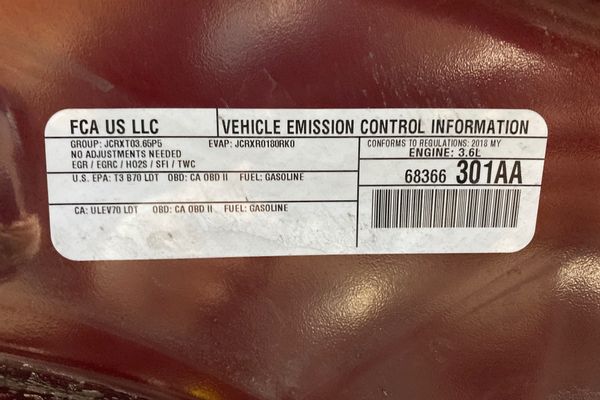 FCA US LLC
VEHICLE EMISSION CONTROL INFORMATION
GROUP: JCRXT03.65P5 EVAP: JCRXR0180RK0
NO ADJUSTMENTS NEEDED
EGR / EGRC / HO2S / SFI / TWC
CONFORMS TO REGULATIONS: 2018 MY
ENGINE: 3.6L
U.S. EPA: T3 B70 LDT OBD: CA OBD II FUEL: GASOLINE
68366 301AA
CA: ULEV70 LDT OBD: CA OBD II FUEL: GASOLINE